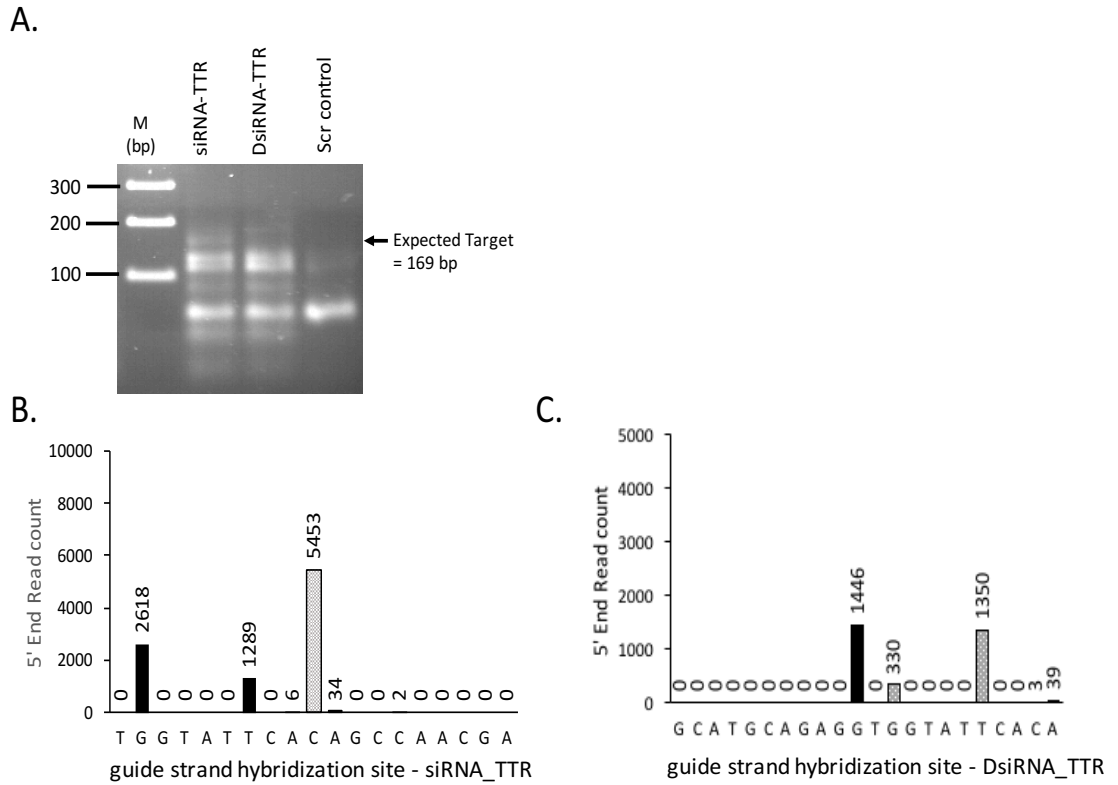 A.
M
(bp)
siRNA-TTR
DsiRNA-TTR
Scr control
300
200
100
Expected Target
= 169 bp
B.
5' End Read count
10000
8000
6000
4000
2000
0
0 2618 0 0 0 0 1289 0 6 5453 34 0 0 2 0 0 0 0 0
T G G T A T T C A C A G C C A A C G A
guide strand hybridization site - siRNA_TTR
C.
5' End Read count
5000
4000
3000
2000
1000
0
0 0 0 0 0 0 0 0 0 0 1446 0 330 0 0 0 0 1350 0 0 3 39
G C A T G C A G A G G T G G T A T T C A C A
guide strand hybridization site - DsiRNA_TTR